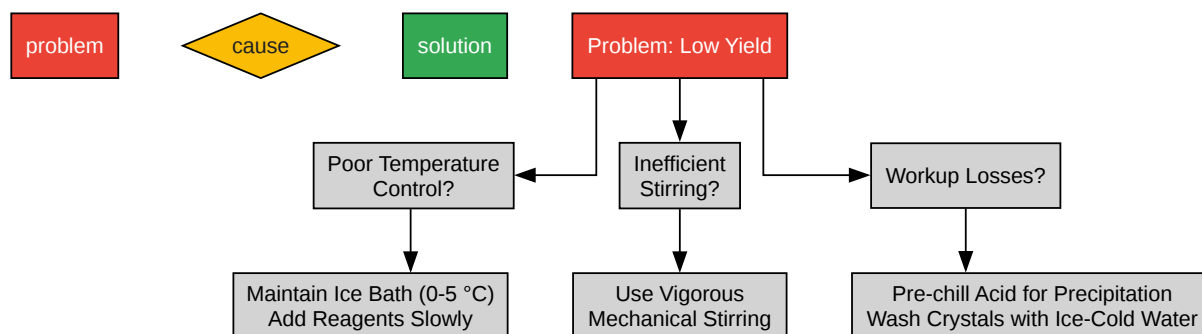 problem
cause
solution
Problem: Low Yield
Poor Temperature
Control?
Inefficient
Stirring?
Workup Losses?
Maintain Ice Bath (0-5 °C)
Add Reagents Slowly
Use Vigorous
Mechanical Stirring
Pre-chill Acid for Precipitation
Wash Crystals with Ice-Cold Water